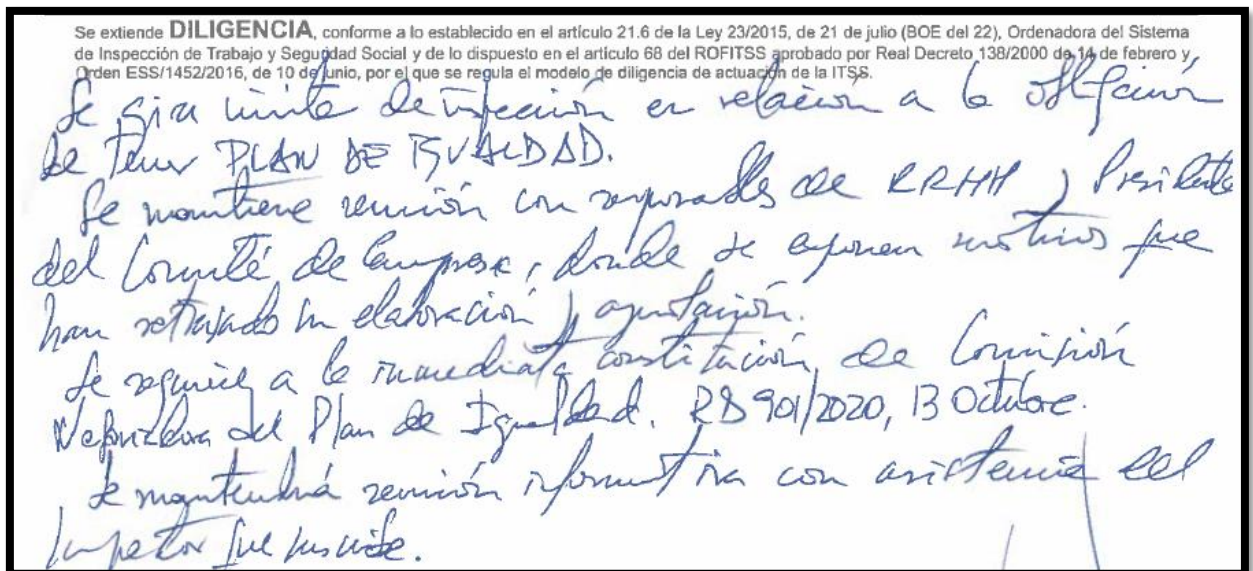 Se extiende DILIGENCIA, conforme a lo establecido en el artículo 21.6 de la Ley 23/2015, de 21 de julio (BOE del 22), Ordenadora del Sistema
de Inspección de Trabajo y Seguridad Social y de lo dispuesto en el artículo 68 del ROFITSS aprobado por Real Decreto 138/2000 de 14 de febrero y
Orden ESS/1452/2016, de 10 de junio, por el que se regula el modelo de diligencia de actuación de la ITSS.
Se gira visita de inspección en relación a la obligación
de tener PLAN DE IGUALDAD.
Se mantiene reunión con responsables de RRHH y Presidente
del Comité de Empresa, donde se exponen motivos que
han retrasado su elaboración y aprobación.
Se requiere a la inmediata constitución de Comisión
Negociadora del Plan de Igualdad. RD 901/2020, 13 Octubre.
Se mantendrá reunión informativa con asistencia del
Inspector que suscribe.